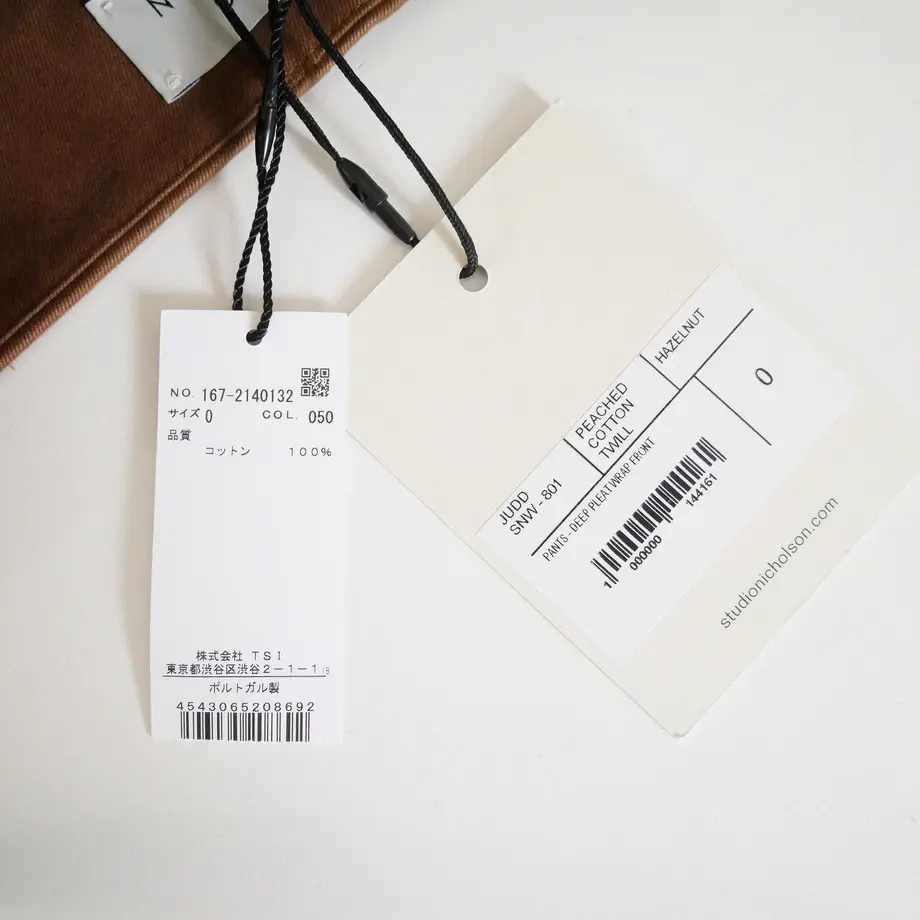 NO. 167-2140132
サイズ 0 COL. 050
品質
コットン 100%
株式会社 TSI
東京都渋谷区渋谷2-1-1
ポルトガル製
4543065208692
JUDD
SNW - 801
PEACHED
COTTON
TWILL
HAZELNUT
PANTS - DEEP PLEAT WRAP FRONT
0
1 000000 144161
studionicholson.com